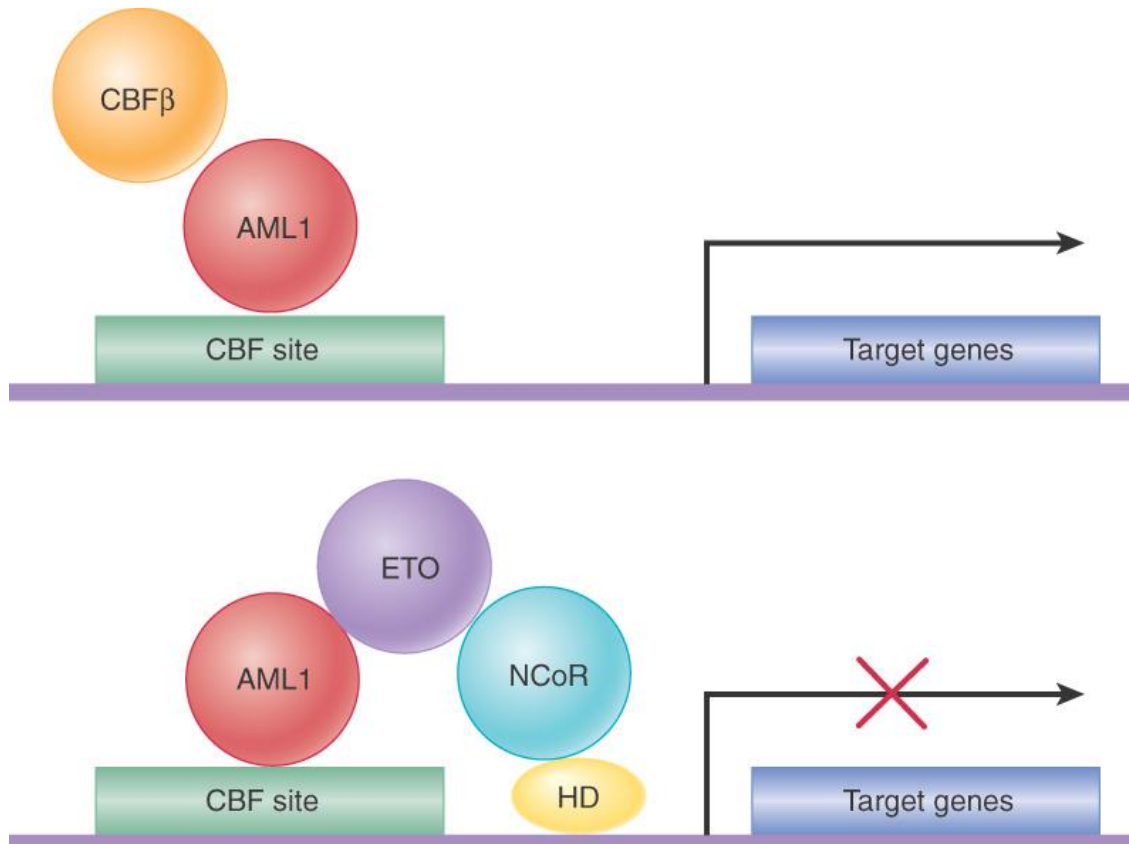 CBFβ
AML1
CBF site
Target genes
ETO
AML1
NCoR
HD
CBF site
Target genes